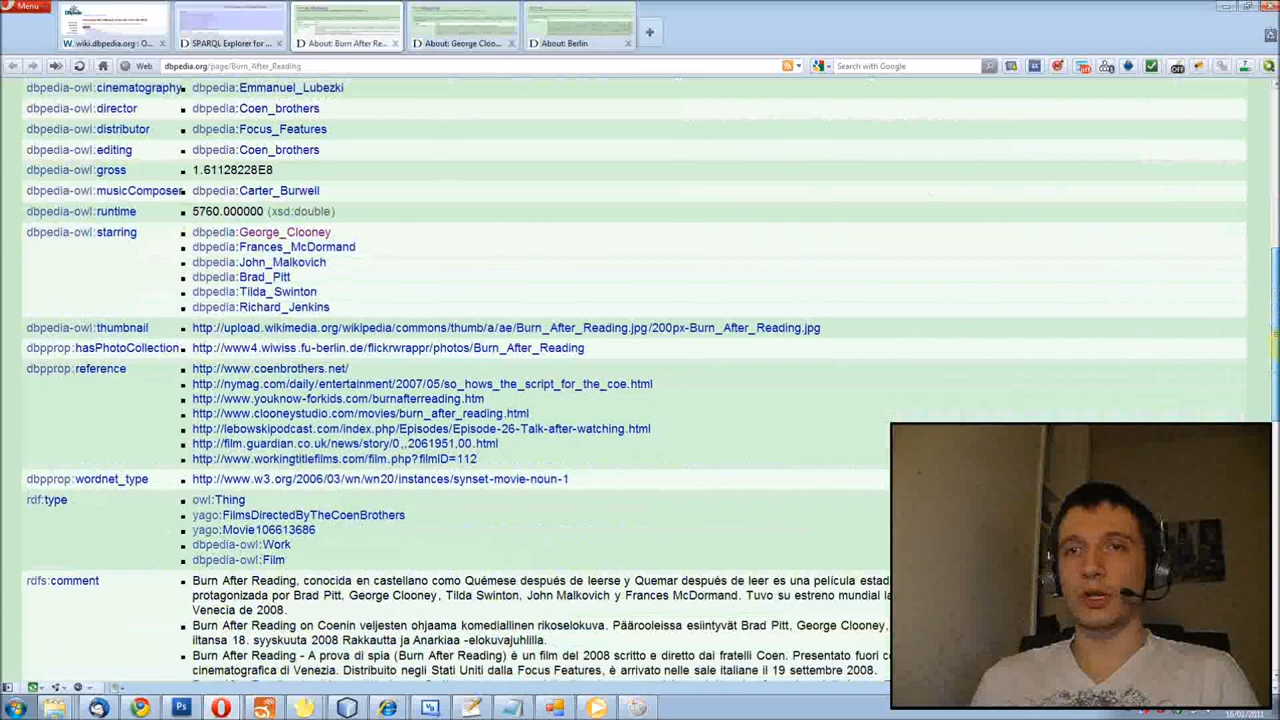 Menu
W wiki.dbpedia.org : O...
D SPARQL Explorer for ...
D About: Burn After Re...
D About: George Cloo...
D About: Berlin
Web dbpedia.org/page/Burn_After_Reading
Search with Google
dbpedia-owl:cinematography dbpedia:Emmanuel_Lubezki
dbpedia-owl:director dbpedia:Coen_brothers
dbpedia-owl:distributor dbpedia:Focus_Features
dbpedia-owl:editing dbpedia:Coen_brothers
dbpedia-owl:gross 1.61128228E8
dbpedia-owl:musicComposer dbpedia:Carter_Burwell
dbpedia-owl:runtime 5760.000000 (xsd:double)
dbpedia-owl:starring dbpedia:George_Clooney
dbpedia:Frances_McDormand
dbpedia:John_Malkovich
dbpedia:Brad_Pitt
dbpedia:Tilda_Swinton
dbpedia:Richard_Jenkins
dbpedia-owl:thumbnail http://upload.wikimedia.org/wikipedia/commons/thumb/a/ae/Burn_After_Reading.jpg/200px-Burn_After_Reading.jpg
dbpprop:hasPhotoCollection http://www4.wiwiss.fu-berlin.de/flickrwrappr/photos/Burn_After_Reading
dbpprop:reference http://www.coenbrothers.net/
http://nymag.com/daily/entertainment/2007/05/so_hows_the_script_for_the_coe.html
http://www.youknow-forkids.com/burnafterreading.htm
http://www.clooneystudio.com/movies/burn_after_reading.html
http://lebowskipodcast.com/index.php/Episodes/Episode-26-Talk-after-watching.html
http://film.guardian.co.uk/news/story/0,,2061951,00.html
http://www.workingtitlefilms.com/film.php?filmID=112
dbpprop:wordnet_type http://www.w3.org/2006/03/wn/wn20/instances/synset-movie-noun-1
rdf:type owl:Thing
yago:FilmsDirectedByTheCoenBrothers
yago:Movie106613686
dbpedia-owl:Work
dbpedia-owl:Film
rdfs:comment Burn After Reading, conocida en castellano como Quémese después de leerse y Quemar después de leer es una película estad
protagonizada por Brad Pitt, George Clooney, Tilda Swinton, John Malkovich y Frances McDormand. Tuvo su estreno mundial l
Venecia de 2008.
Burn After Reading on Coenin veljesten ohjaama komediallinen rikoselokuva. Pääroolessa esiintyvät Brad Pitt, George Clooney,
iltansa 18. syyskuuta 2008 Rakkautta ja Anarkiaa -elokuvajuhlilla.
Burn After Reading - A prova di spia (Burn After Reading) è un film del 2008 scritto e diretto dai fratelli Coen. Presentato fuori c
cinematografica di Venezia. Distribuito negli Stati Uniti dalla Focus Features, è arrivato nelle sale italiane il 19 settembre 2008.
16/02/2011